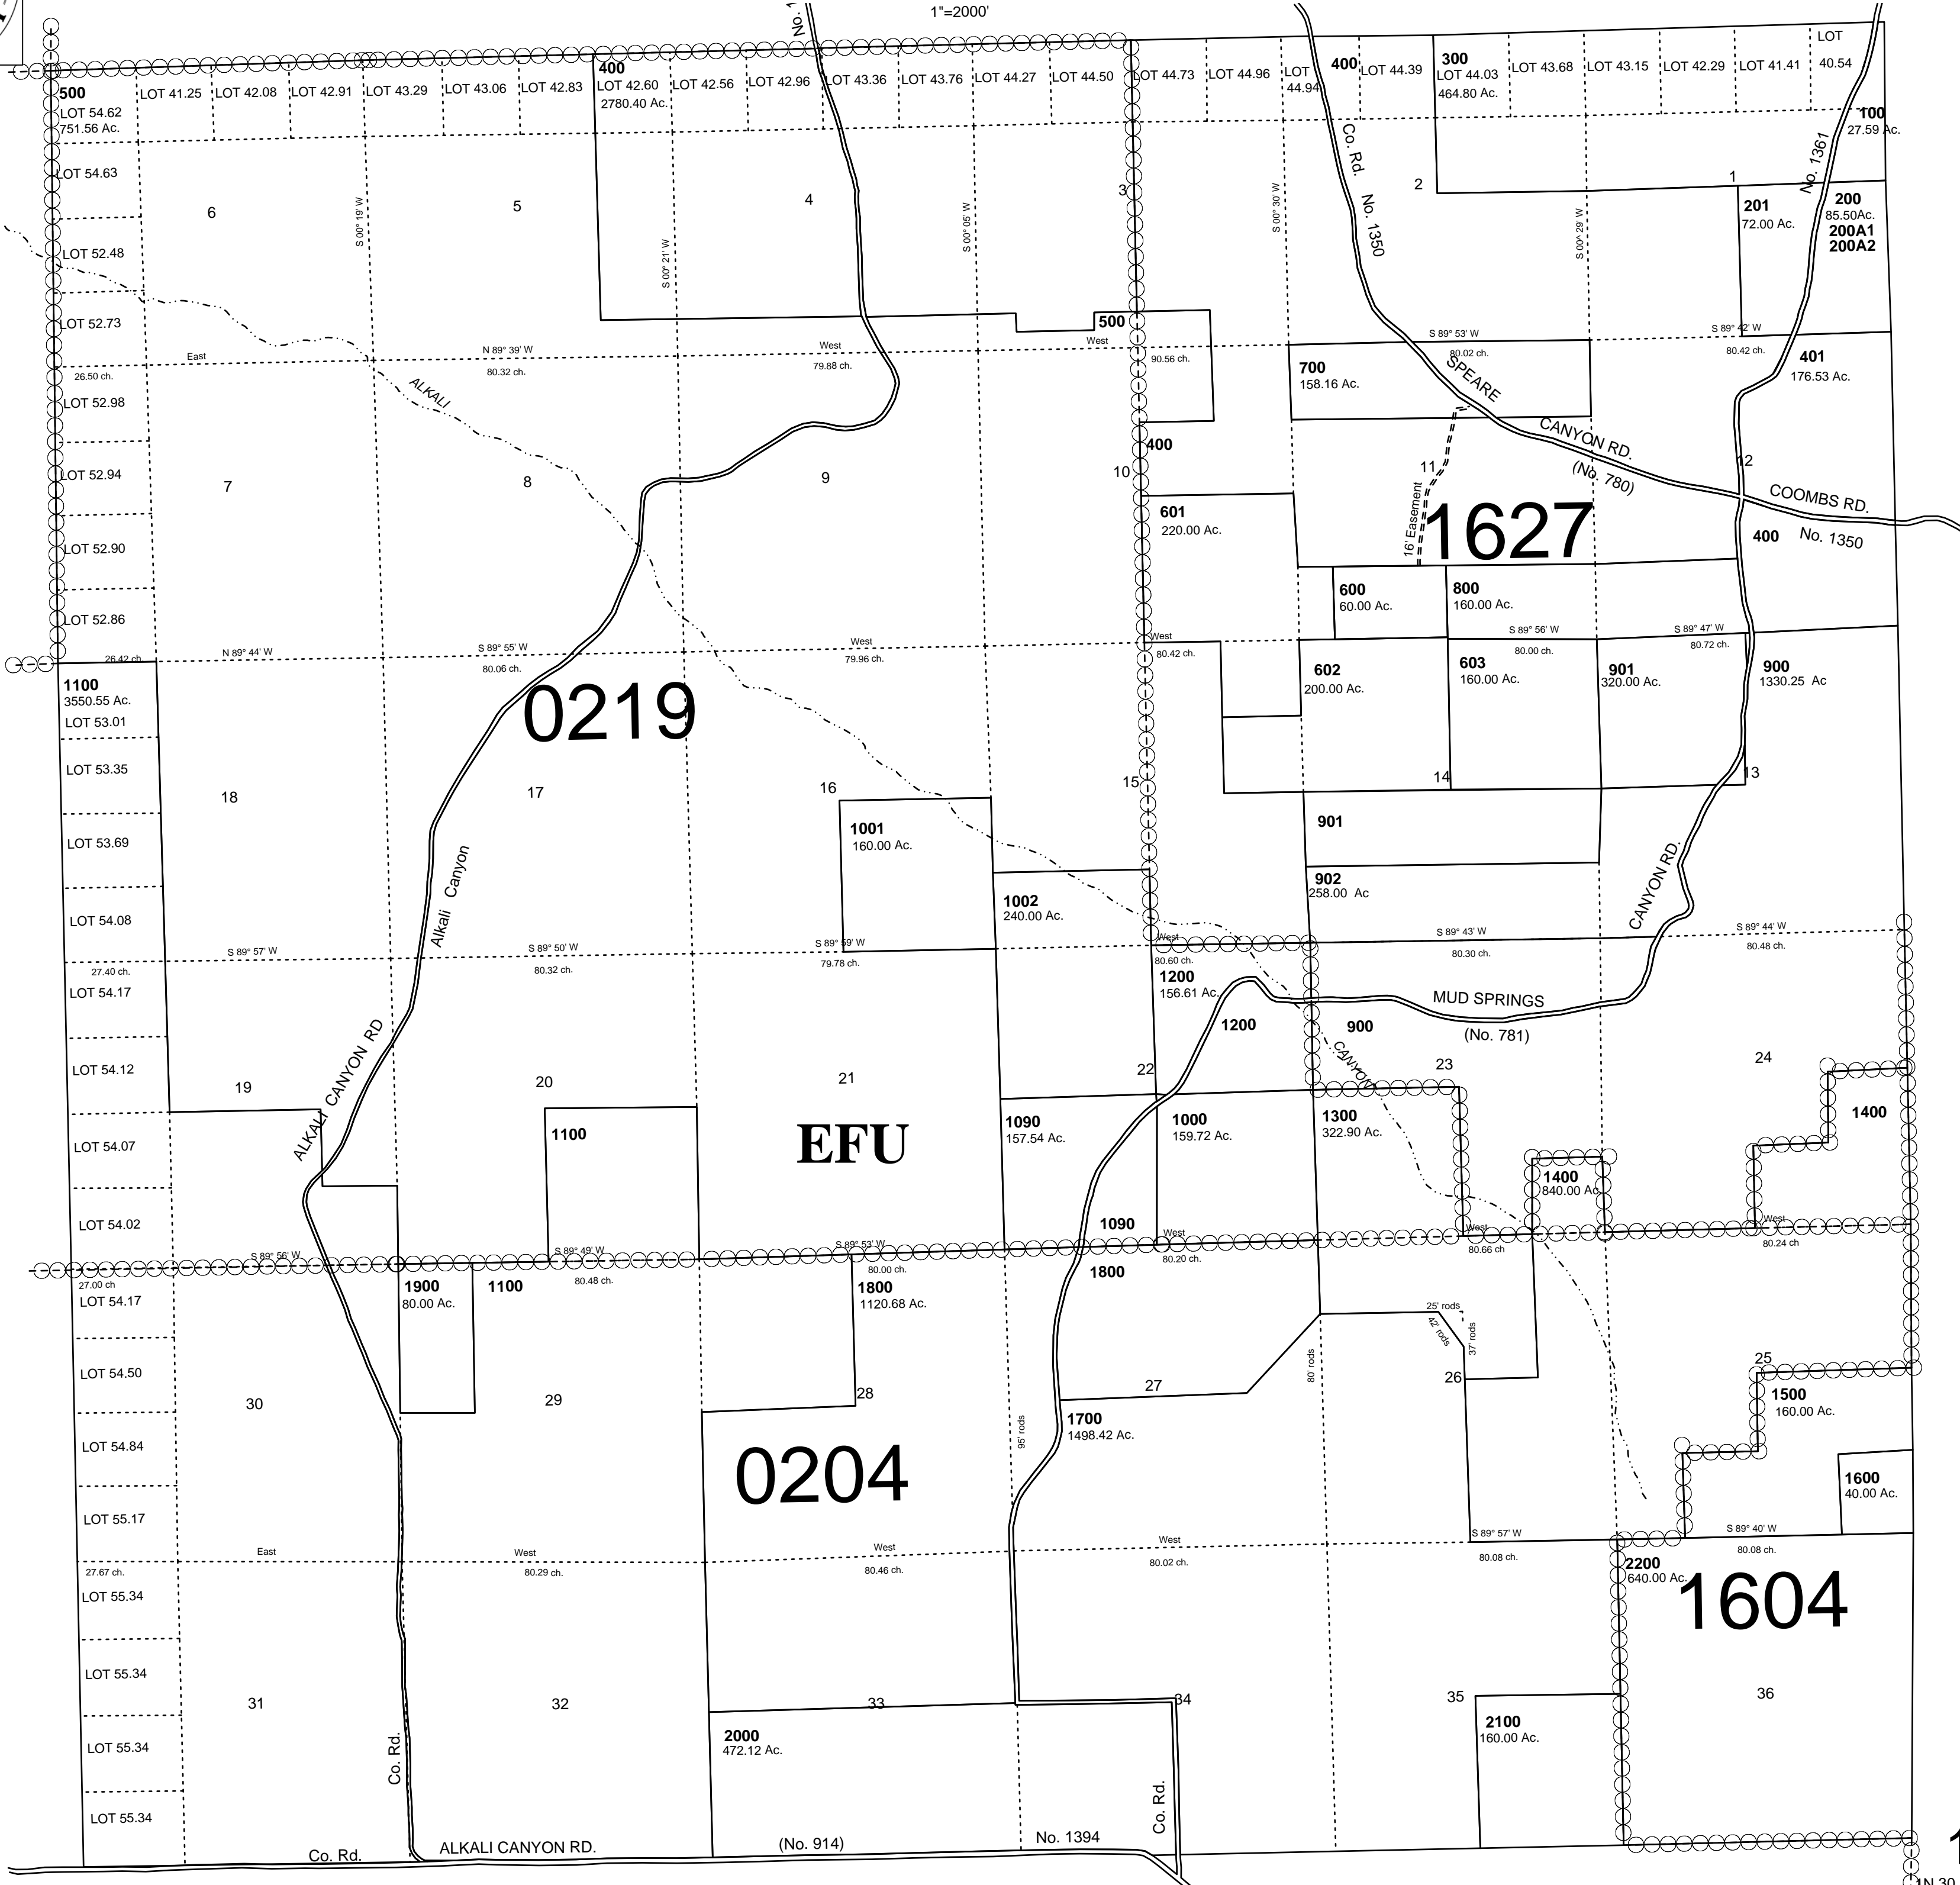 1"=2000'
No. 1
500
LOT 54.62
751.56 Ac.
LOT 41.25
LOT 42.08
LOT 42.91
LOT 43.29
LOT 43.06
LOT 42.83
400
LOT 42.60
2780.40 Ac.
LOT 42.56
LOT 42.96
LOT 43.36
LOT 43.76
LOT 44.27
LOT 44.50
LOT 44.73
LOT 44.96
LOT
44.94
400
LOT 44.39
300
LOT 44.03
464.80 Ac.
LOT 43.68
LOT 43.15
LOT 42.29
LOT 41.41
LOT
40.54
100
27.59 Ac.
LOT 54.63
6
S 00° 19' W
5
S 00° 21' W
4
S 00° 05' W
3
S 00° 30' W
Co. Rd. No. 1350
2
S 00^ 29' W
1
No. 1361
201
72.00 Ac.
200
85.50Ac.
200A1
200A2
LOT 52.48
LOT 52.73
East
26.50 ch.
N 89° 39' W
80.32 ch.
West
79.88 ch.
West
500
90.56 ch.
S 89° 53' W
80.02 ch.
S 89° 42' W
80.42 ch.
700
158.16 Ac.
SPEARE
CANYON RD.
(No. 780)
401
176.53 Ac.
LOT 52.98
ALKALI
400
LOT 52.94
7
8
9
10
11
12
16' Easement
1627
COOMBS RD.
No. 1350
400
601
220.00 Ac.
LOT 52.90
LOT 52.86
600
60.00 Ac.
800
160.00 Ac.
26.42 ch.
N 89° 44' W
S 89° 55' W
80.06 ch.
West
79.96 ch.
West
80.42 ch.
S 89° 56' W
80.00 ch.
S 89° 47' W
80.72 ch.
1100
3550.55 Ac.
LOT 53.01
0219
602
200.00 Ac.
603
160.00 Ac.
901
320.00 Ac.
900
1330.25 Ac
LOT 53.35
18
17
16
15
14
13
1001
160.00 Ac.
901
LOT 53.69
Alkali Canyon
902
258.00 Ac
CANYON RD.
1002
240.00 Ac.
LOT 54.08
S 89° 57' W
27.40 ch.
S 89° 50' W
80.32 ch.
S 89° 59' W
79.78 ch.
West
80.60 ch.
S 89° 43' W
80.30 ch.
S 89° 44' W
80.48 ch.
LOT 54.17
1200
156.61 Ac.
MUD SPRINGS
(No. 781)
1200
900
CANYON
LOT 54.12
ALKALI CANYON RD
19
20
21
22
23
24
1400
1100
EFU
1090
157.54 Ac.
1000
159.72 Ac.
1300
322.90 Ac.
LOT 54.07
1400
840.00 Ac.
LOT 54.02
1090
S 89° 56' W
27.00 ch
S 89° 49' W
80.48 ch.
S 89° 53' W
80.00 ch.
West
80.20 ch.
West
80.66 ch
West
80.24 ch
1800
LOT 54.17
1900
80.00 Ac.
1100
1800
1120.68 Ac.
25' rods
42' rods
37' rods
80' rods
LOT 54.50
30
29
28
27
26
25
1700
1498.42 Ac.
95' rods
1500
160.00 Ac.
LOT 54.84
0204
1600
40.00 Ac.
LOT 55.17
East
27.67 ch.
West
80.29 ch.
West
80.46 ch.
West
80.02 ch.
S 89° 57' W
80.08 ch.
S 89° 40' W
80.08 ch.
2200
640.00 Ac.
1604
LOT 55.34
LOT 55.34
31
32
33
34
35
36
2000
472.12 Ac.
2100
160.00 Ac.
LOT 55.34
Co. Rd.
Co. Rd.
LOT 55.34
Co. Rd.
ALKALI CANYON RD.
(No. 914)
No. 1394
1N 30